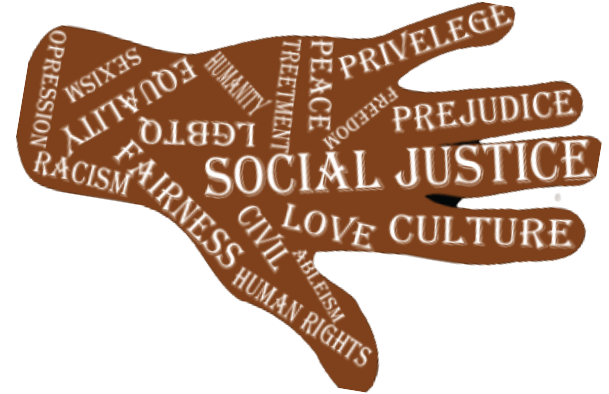 OPRESSION
SEXISM
EQUALITY
HUMANITY
TREETMENT
PEACE
PRIVELEGE
FREEDOM
PREJUDICE
LGBTQ
RACISM
FAIRNESS
SOCIAL JUSTICE
CIVIL
LOVE
CULTURE
ABLEISM
HUMAN RIGHTS